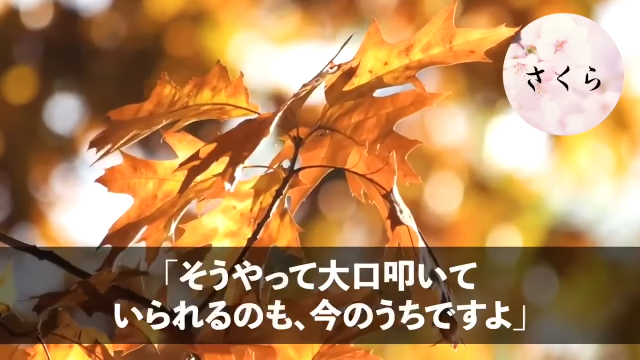 さくら
「そうやって大口叩いて
いられるのも、今のうちですよ」